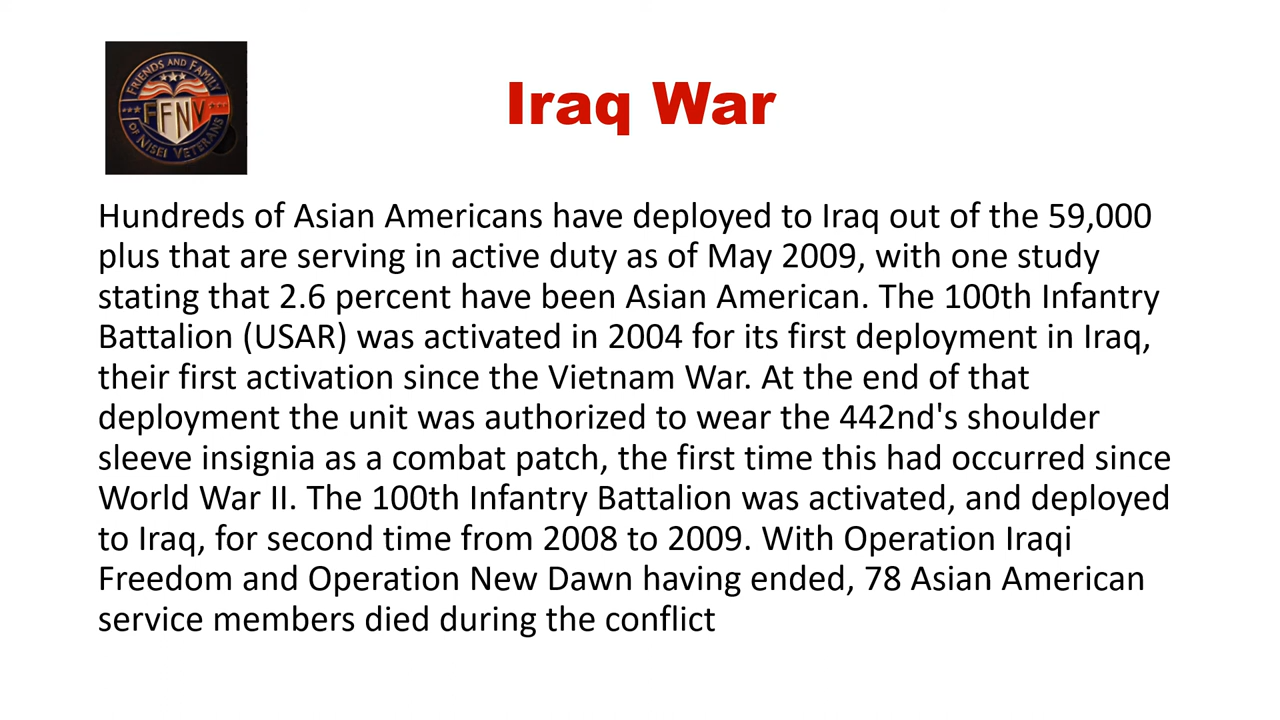 FRIENDS AND FAMILY
FFNV
OF NISEI VETERANS
Iraq War
Hundreds of Asian Americans have deployed to Iraq out of the 59,000
plus that are serving in active duty as of May 2009, with one study
stating that 2.6 percent have been Asian American. The 100th Infantry
Battalion (USAR) was activated in 2004 for its first deployment in Iraq,
their first activation since the Vietnam War. At the end of that
deployment the unit was authorized to wear the 442nd's shoulder
sleeve insignia as a combat patch, the first time this had occurred since
World War II. The 100th Infantry Battalion was activated, and deployed
to Iraq, for second time from 2008 to 2009. With Operation Iraqi
Freedom and Operation New Dawn having ended, 78 Asian American
service members died during the conflict